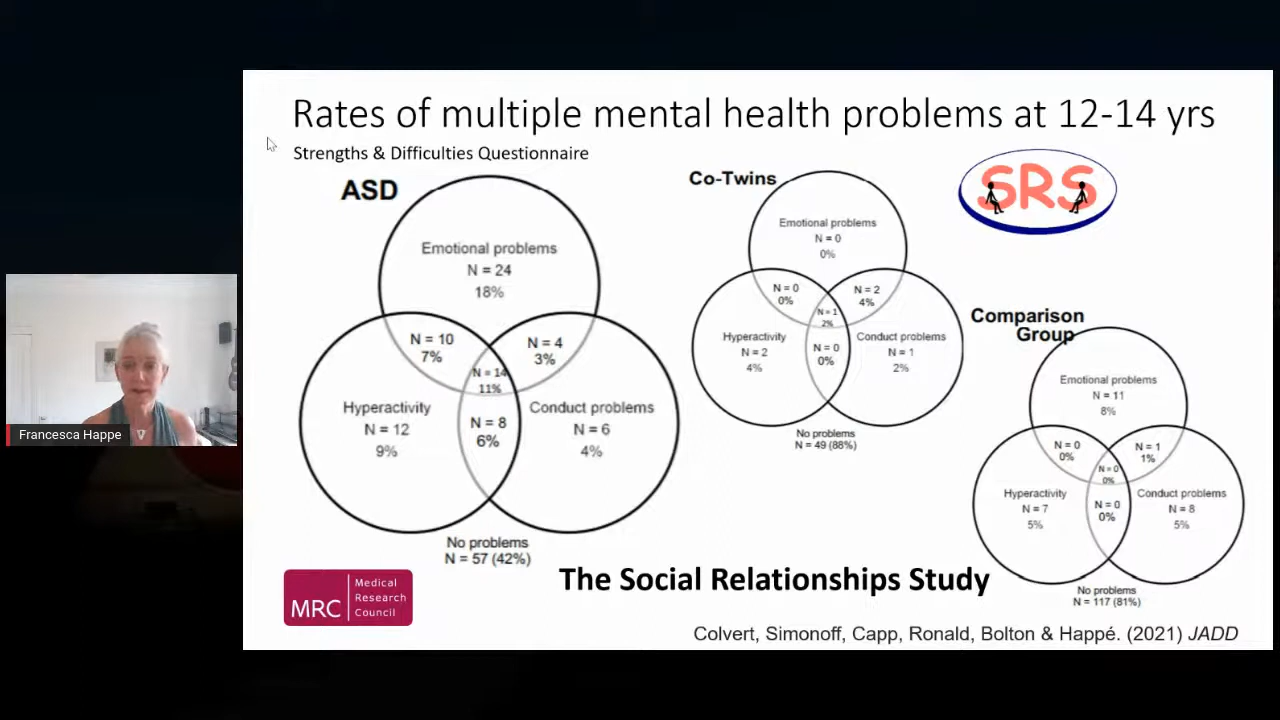 Rates of multiple mental health problems at 12-14 yrs
Strengths & Difficulties Questionnaire
ASD
Emotional problems
N = 24
18%
N = 10
7%
N = 4
3%
N = 14
11%
Hyperactivity
N = 12
9%
N = 8
6%
Conduct problems
N = 6
4%
No problems
N = 57 (42%)
Co-Twins
Emotional problems
N = 0
0%
N = 0
0%
N = 2
4%
N = 1
2%
Hyperactivity
N = 2
4%
N = 0
0%
Conduct problems
N = 1
2%
No problems
N = 49 (88%)
SRS
Comparison
Group
Emotional problems
N = 11
8%
N = 0
0%
N = 1
1%
N = 0
0%
Hyperactivity
N = 7
5%
N = 0
0%
Conduct problems
N = 8
5%
No problems
N = 117 (81%)
Francesca Happe
MRC
Medical
Research
Council
The Social Relationships Study
Colvert, Simonoff, Capp, Ronald, Bolton & Happé. (2021) JADD